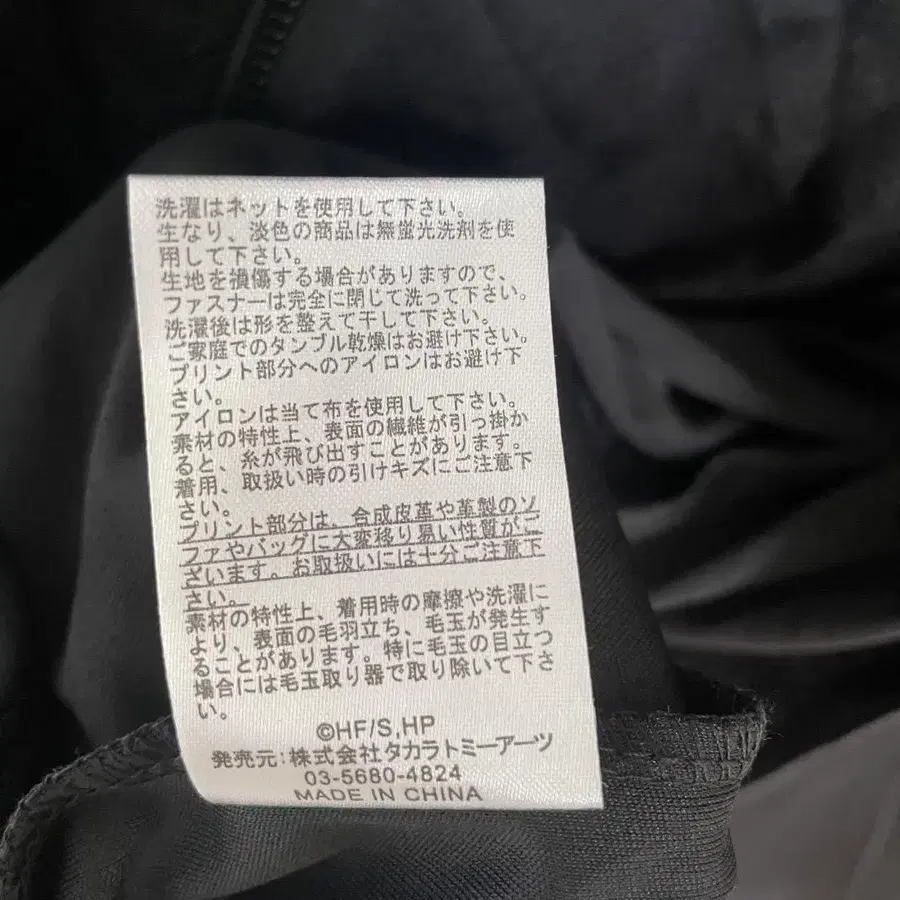 洗濯はネットを使用して下さい。
生なり、淡色の商品は無蛍光洗剤を使
用して下さい。
生地を損傷する場合がありますので、
ファスナーは完全に閉じて洗って下さい。
洗濯後は形を整えて干して下さい。
ご家庭でのタンブル乾燥はお避け下さい。
プリント部分へのアイロンはお避け下
さい。
アイロンは当て布を使用して下さい。
素材の特性上、表面の繊維が引っ掛か
ると、糸が飛び出すことがあります。
着用、取扱い時の引けキズにご注意下
さい。
プリント部分は、合成皮革や革製のソ
ファやバッグに大変移り易い性質がご
ざいます。お取扱いには十分ご注意下
さい。
素材の特性上、着用時の摩擦や洗濯に
より、表面の毛羽立ち、毛玉が発生す
ることがあります。特に毛玉の目立つ
場合には毛玉取り器で取り除いて下さ
い。
©HF/S,HP
発売元:株式会社タカラトミーアーツ
03-5680-4824
MADE IN CHINA